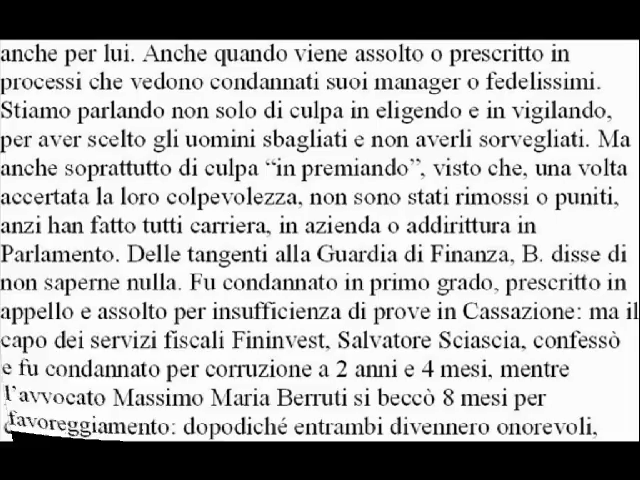 anche per lui. Anche quando viene assolto o prescritto in
processi che vedono condannati suoi manager o fedelissimi.
Stiamo parlando non solo di culpa in eligendo e in vigilando,
per aver scelto gli uomini sbagliati e non averli sorvegliati. Ma
anche soprattutto di culpa “in premiando”, visto che, una volta
accertata la loro colpevolezza, non sono stati rimossi o puniti,
anzi han fatto tutti carriera, in azienda o addirittura in
Parlamento. Delle tangenti alla Guardia di Finanza, B. disse di
non saperne nulla. Fu condannato in primo grado, prescritto in
appello e assolto per insufficienza di prove in Cassazione: ma il
capo dei servizi fiscali Fininvest, Salvatore Sciascia, confessò
e fu condannato per corruzione a 2 anni e 4 mesi, mentre
l’avvocato Massimo Maria Berruti si beccò 8 mesi per
favoreggiamento: dopodiché entrambi divennero onorevoli,